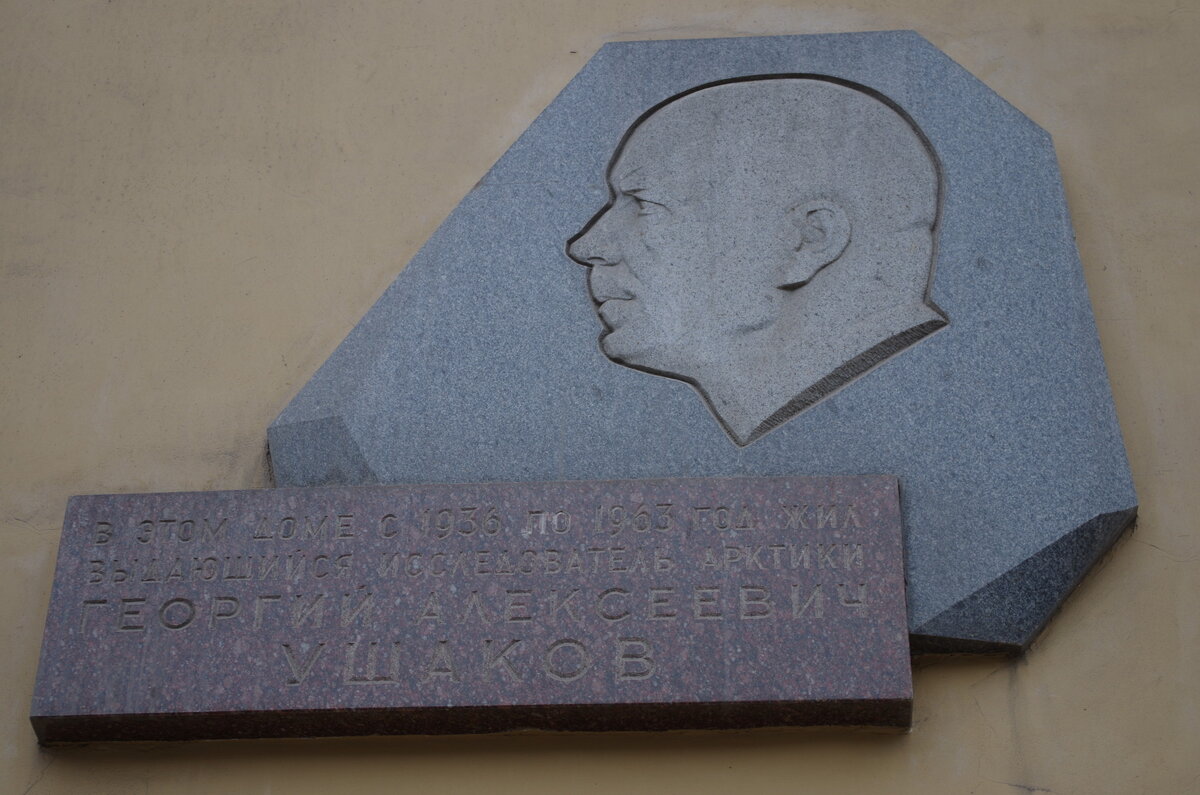 В ЭТОМ ДОМЕ С 1936 ПО 1963 ГОД ЖИЛ
ВЫДАЮЩИЙСЯ ИССЛЕДОВАТЕЛЬ АРКТИКИ
ГЕОРГИЙ АЛЕКСЕЕВИЧ
УШАКОВ